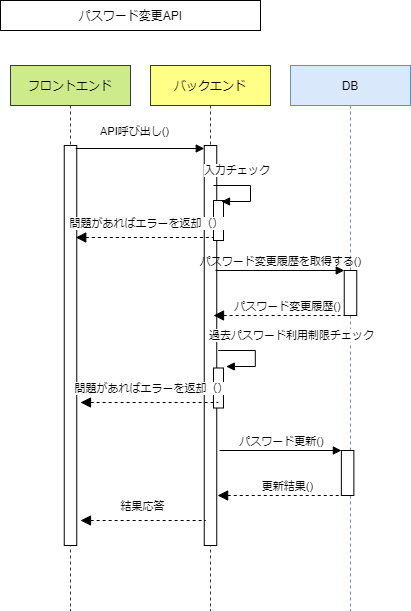 パスワード変更API
フロントエンド
バックエンド
DB
API呼び出し()
入力チェック
問題があればエラーを返却（）
パスワード変更履歴を取得する()
パスワード変更履歴()
過去パスワード利用制限チェック
問題があればエラーを返却（）
パスワード更新()
更新結果()
結果応答